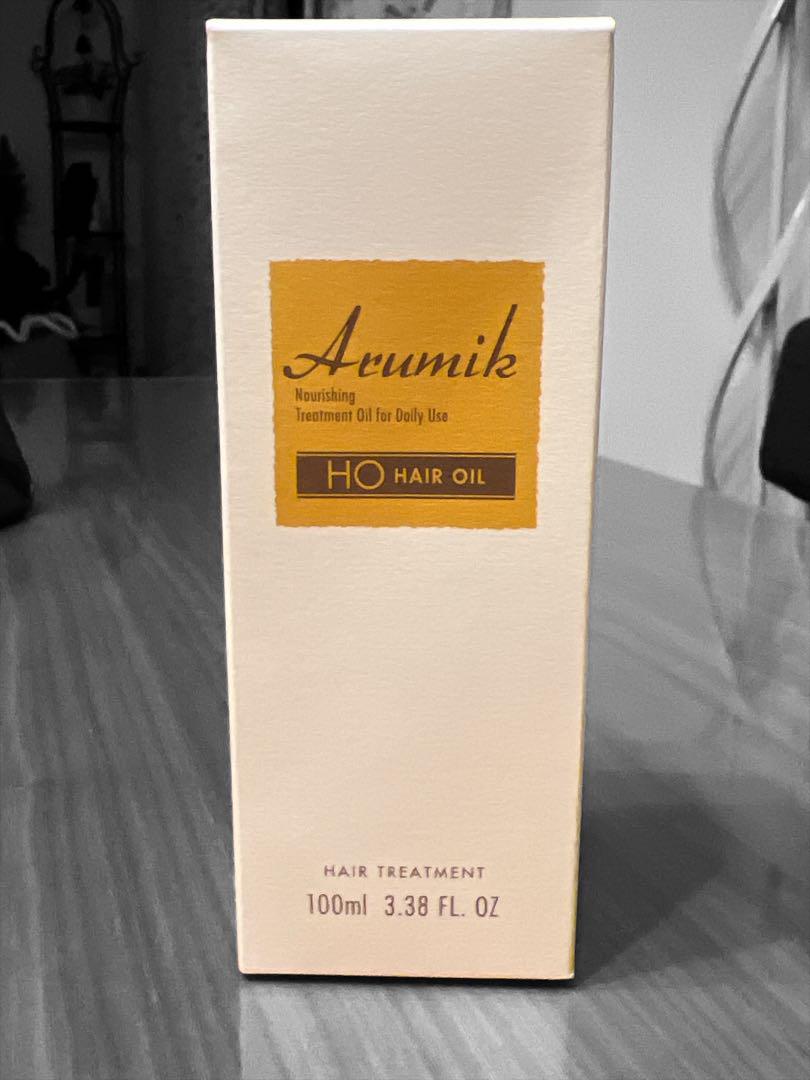 Arumik
Nourishing
Treatment Oil for Daily Use
HO HAIR OIL
HAIR TREATMENT
100ml 3.38 FL. OZ